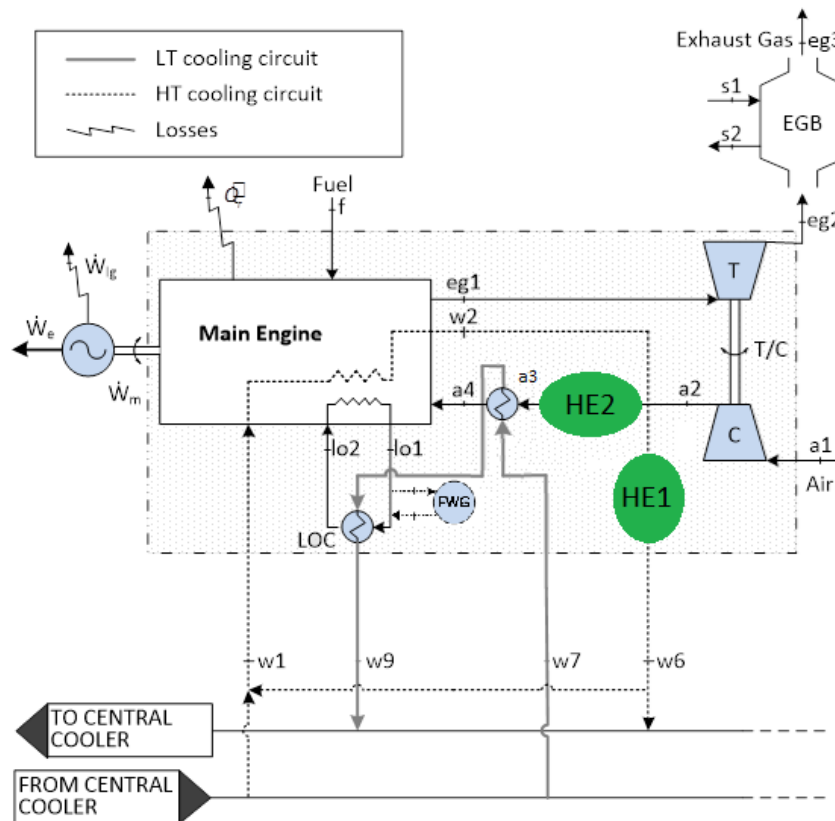 LT cooling circuit
HT cooling circuit
Losses
Exhaust Gas
eg3
s1
EGB
s2
Fuel
f
eg2
Ẇlg
T
eg1
Main Engine
w2
Ẇe
T/C
Ẇm
a3
a4
HE2
a2
C
a1
lo2
lo1
Air
HE1
FWG
LOC
w1
w9
w7
w6
TO CENTRAL
COOLER
FROM CENTRAL
COOLER